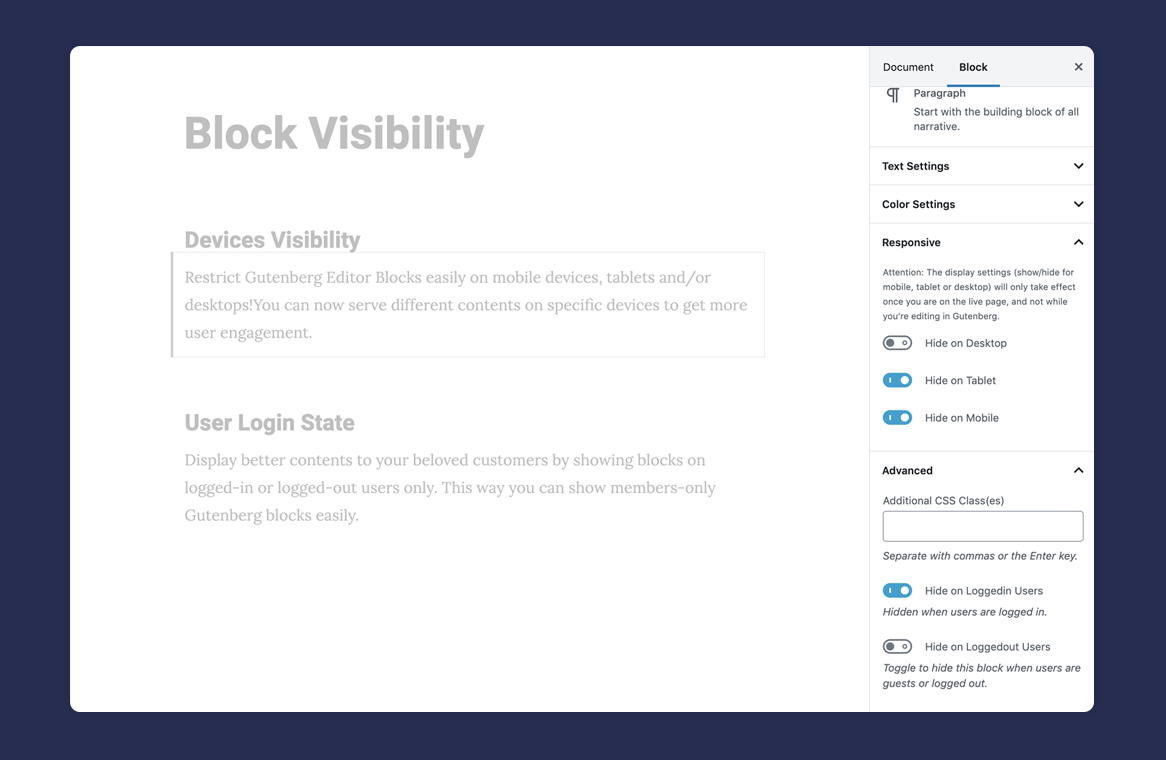 Block Visibility
Devices Visibility
Restrict Gutenberg Editor Blocks easily on mobile devices, tablets and/or
desktops!You can now serve different contents on specific devices to get more
user engagement.
User Login State
Display better contents to your beloved customers by showing blocks on
logged-in or logged-out users only. This way you can show members-only
Gutenberg blocks easily.
Document
Block
Paragraph
Start with the building block of all
narrative.
Text Settings
Color Settings
Responsive
Attention: The display settings (show/hide for
mobile, tablet or desktop) will only take effect
once you are on the live page, and not while
you're editing in Gutenberg.
Hide on Desktop
Hide on Tablet
Hide on Mobile
Advanced
Additional CSS Class(es)
Separate with commas or the Enter key.
Hide on Loggedin Users
Hidden when users are logged in.
Hide on Loggedout Users
Toggle to hide this block when users are
guests or logged out.